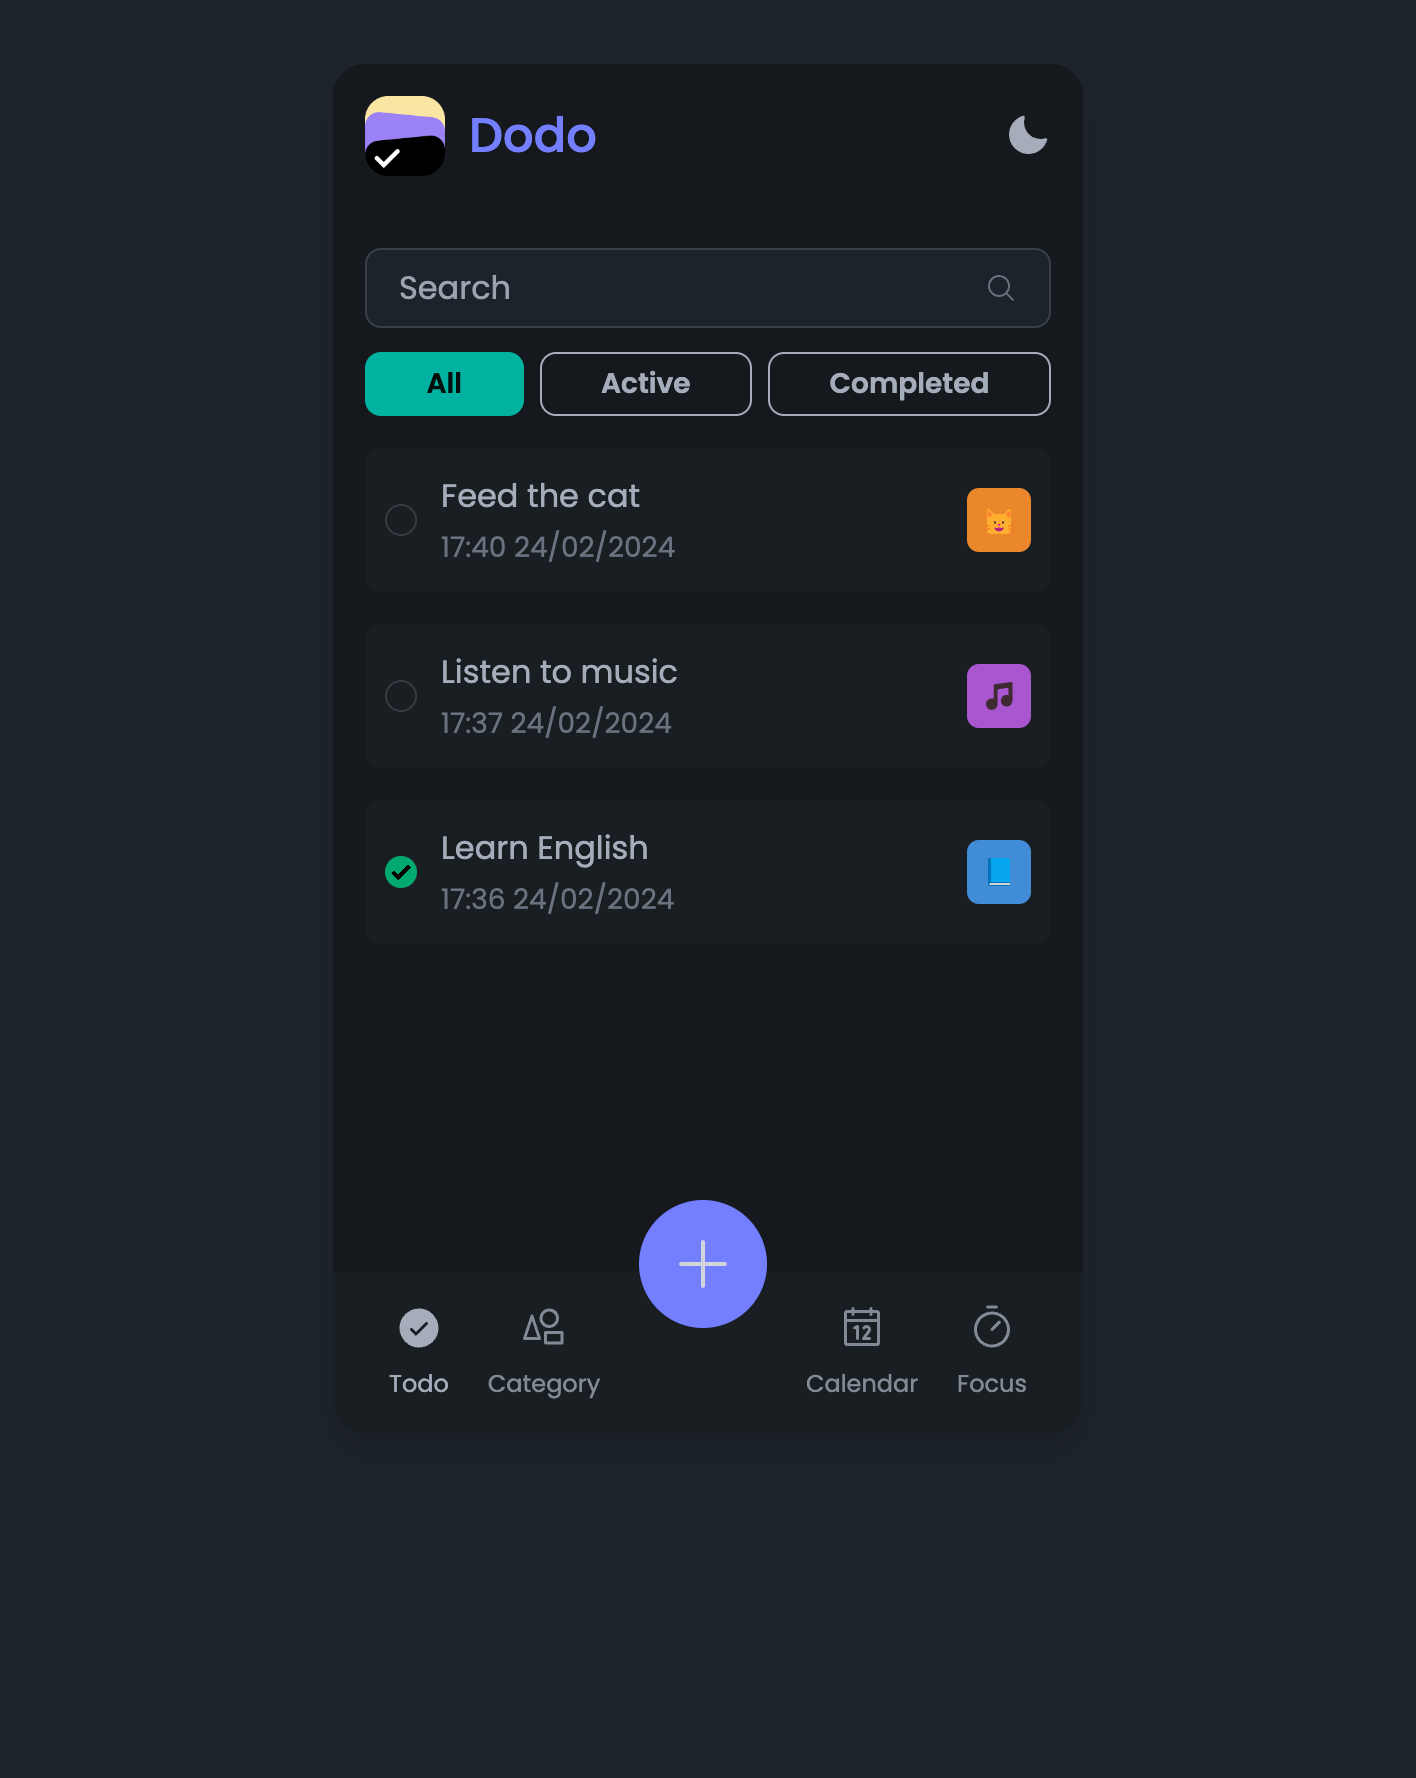 Dodo
Search
All
Active
Completed
Feed the cat
17:40 24/02/2024
Listen to music
17:37 24/02/2024
Learn English
17:36 24/02/2024
12
Todo
Category
Calendar
Focus